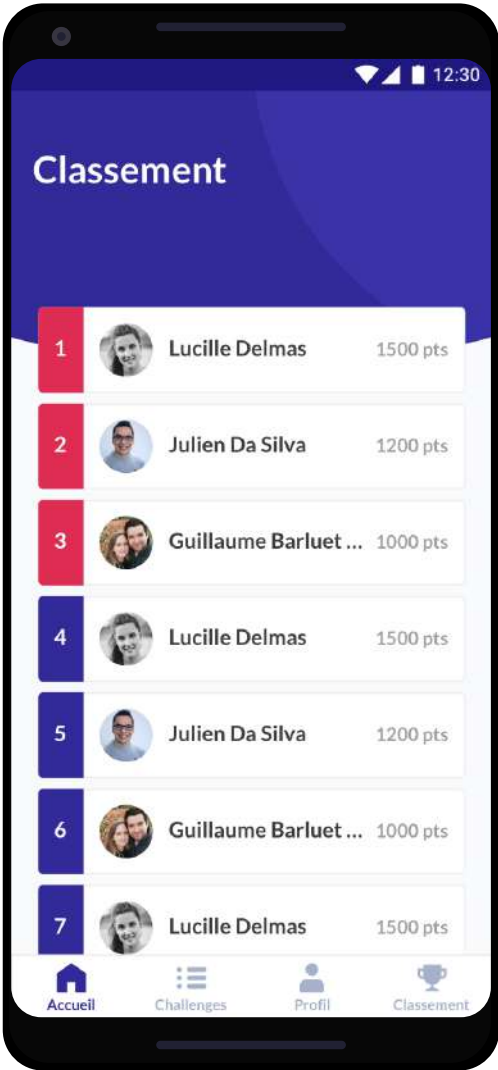 12:30
Classement
1 Lucille Delmas 1500 pts
2 Julien Da Silva 1200 pts
3 Guillaume Barluet ... 1000 pts
4 Lucille Delmas 1500 pts
5 Julien Da Silva 1200 pts
6 Guillaume Barluet ... 1000 pts
7 Lucille Delmas 1500 pts
Accueil Challenges Profil Classement